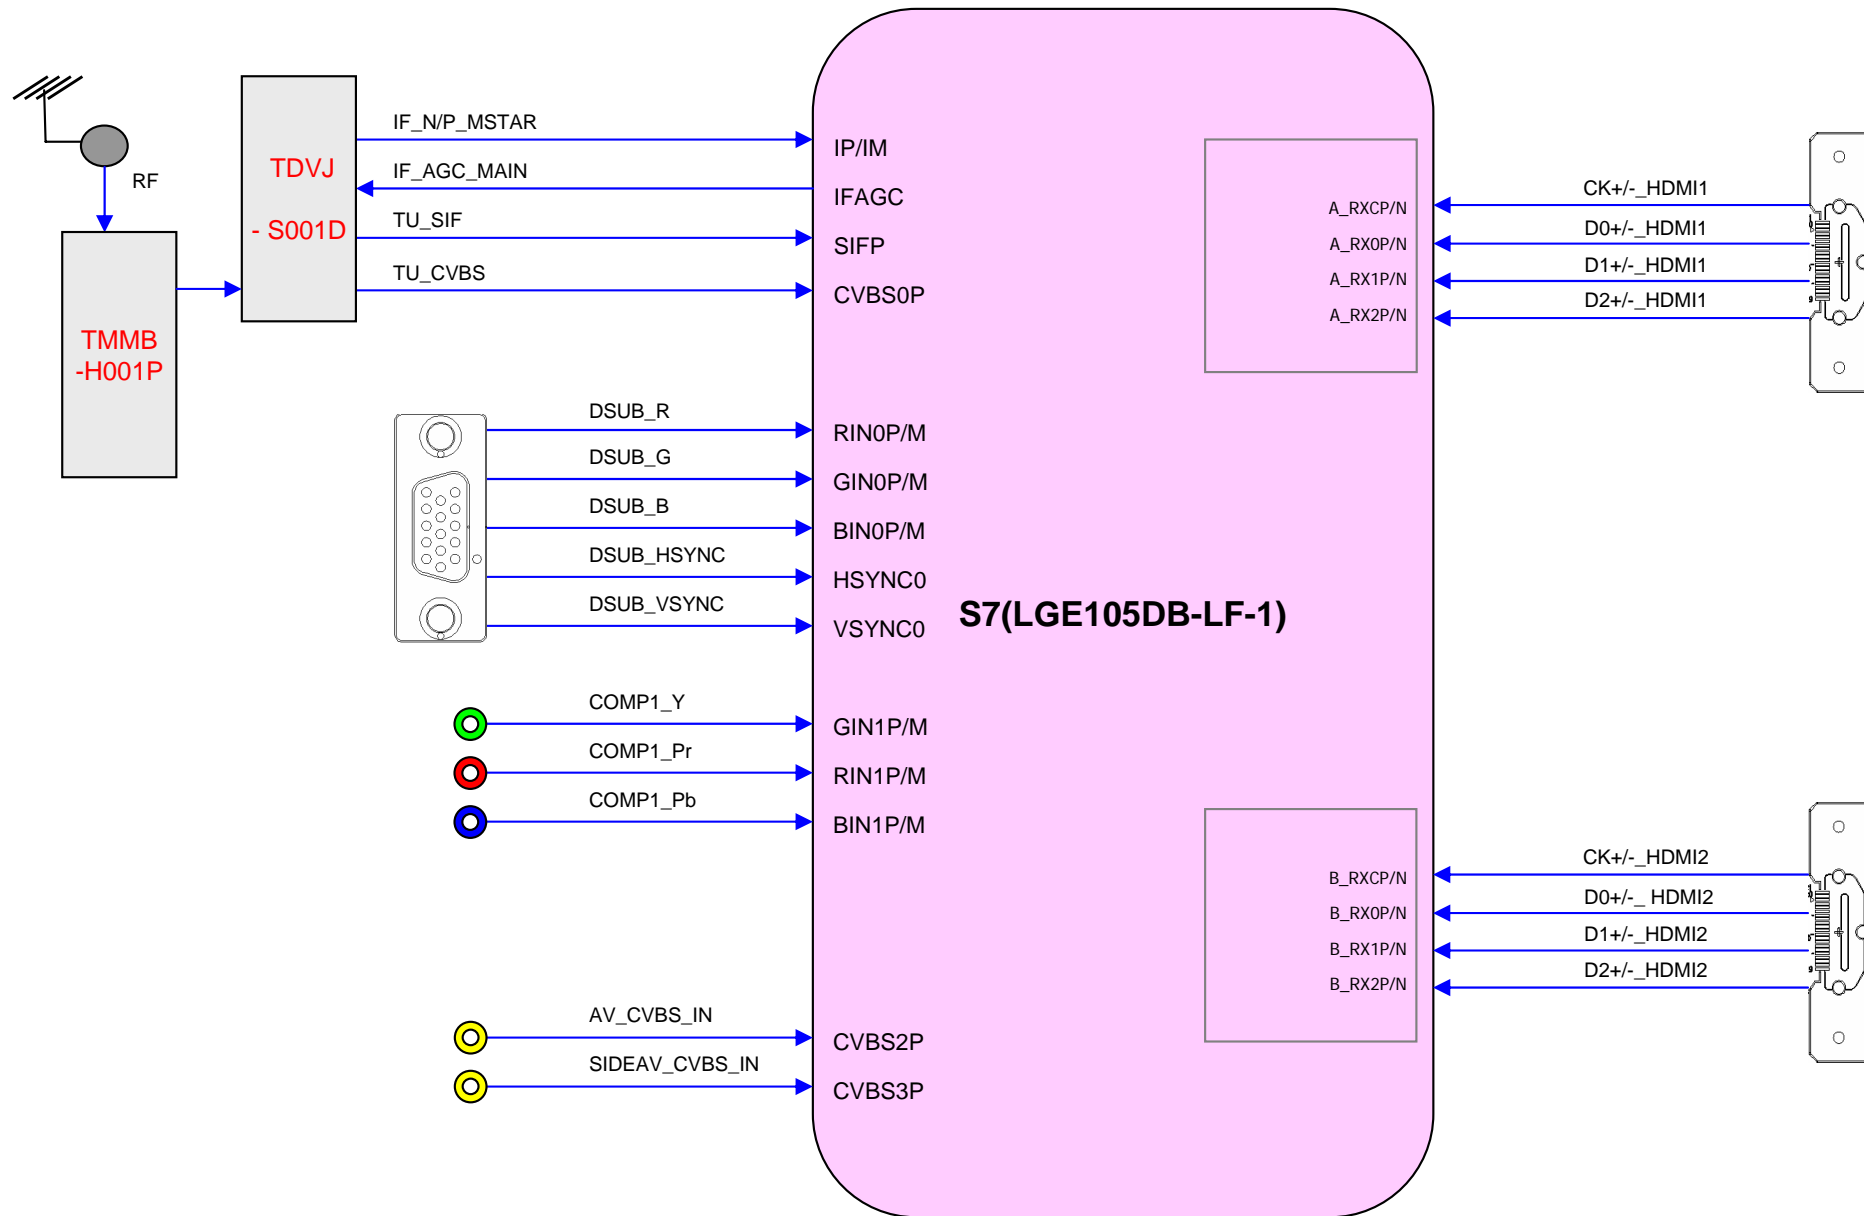 RF
TDVJ
- S001D
TMMB
-H001P
IF_N/P_MSTAR
IF_AGC_MAIN
TU_SIF
TU_CVBS
IP/IM
IFAGC
SIFP
CVBS0P
DSUB_R
DSUB_G
DSUB_B
DSUB_HSYNC
DSUB_VSYNC
RIN0P/M
GIN0P/M
BIN0P/M
HSYNC0
VSYNC0
S7(LGE105DB-LF-1)
COMP1_Y
COMP1_Pr
COMP1_Pb
GIN1P/M
RIN1P/M
BIN1P/M
AV_CVBS_IN
SIDEAV_CVBS_IN
CVBS2P
CVBS3P
A_RXCP/N
A_RX0P/N
A_RX1P/N
A_RX2P/N
CK+/-_HDMI1
D0+/-_HDMI1
D1+/-_HDMI1
D2+/-_HDMI1
B_RXCP/N
B_RX0P/N
B_RX1P/N
B_RX2P/N
CK+/-_HDMI2
D0+/-_ HDMI2
D1+/-_HDMI2
D2+/-_HDMI2